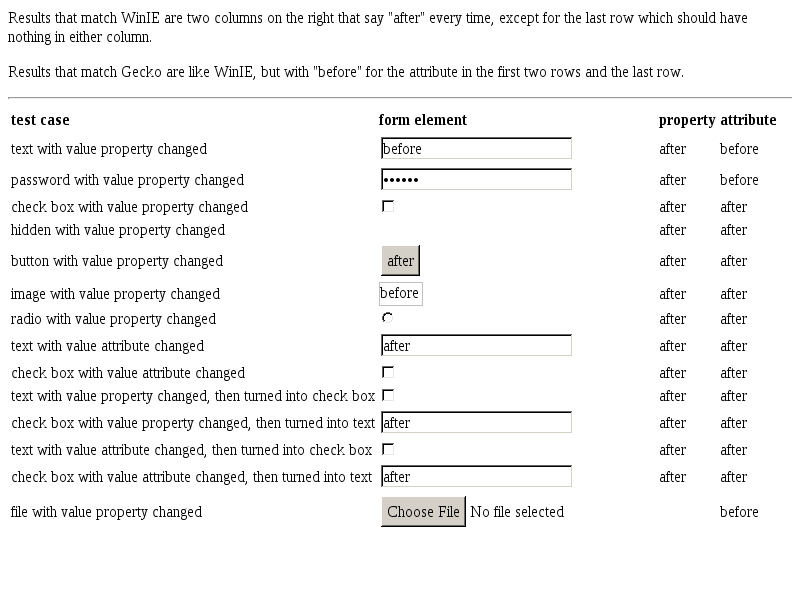 Results that match WinIE are two columns on the right that say "after" every time, except for the last row which should have
nothing in either column.
Results that match Gecko are like WinIE, but with "before" for the attribute in the first two rows and the last row.
test case form element property attribute
text with value property changed before after before
password with value property changed •••••• after before
check box with value property changed after after
hidden with value property changed after after
button with value property changed after after after
image with value property changed before after after
radio with value property changed after after
text with value attribute changed after after after
check box with value attribute changed after after
text with value property changed, then turned into check box after after
check box with value property changed, then turned into text after after after
text with value attribute changed, then turned into check box after after
check box with value attribute changed, then turned into text after after after
file with value property changed Choose File No file selected before